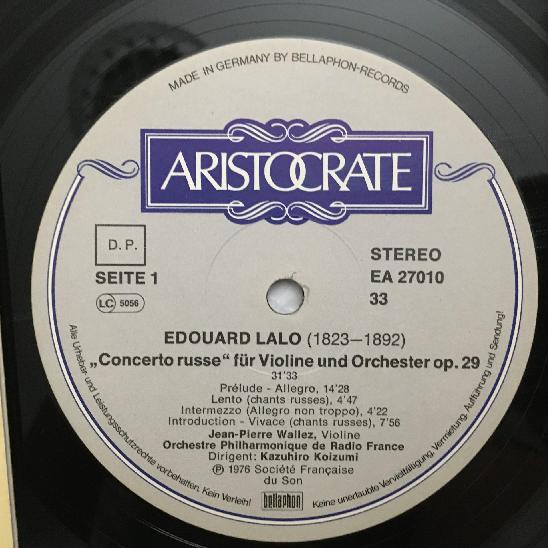 MADE IN GERMANY BY BELLAPHON-RECORDS
ARISTOCRATE
D. P.
SEITE 1
LC 5056
STEREO
EA 27010
33
EDOUARD LALO (1823—1892)
„Concerto russe“ für Violine und Orchester op. 29
31'33
Prélude - Allegro, 14'28
Lento (chants russes), 4'47
Intermezzo (Allegro non troppo), 4'22
Introduction - Vivace (chants russes), 7'56
Jean-Pierre Wallez, Violine
Orchestre Philharmonique de Radio France
Dirigent: Kazuhiro Koizumi
Ⓟ 1976 Société Française
du Son
bellaphon
Alle Urheber- und Leistungsschutzrechte vorbehalten. Kein Verleih!
Keine unerlaubte Vervielfältigung, Vermietung, Aufführung und Sendung!